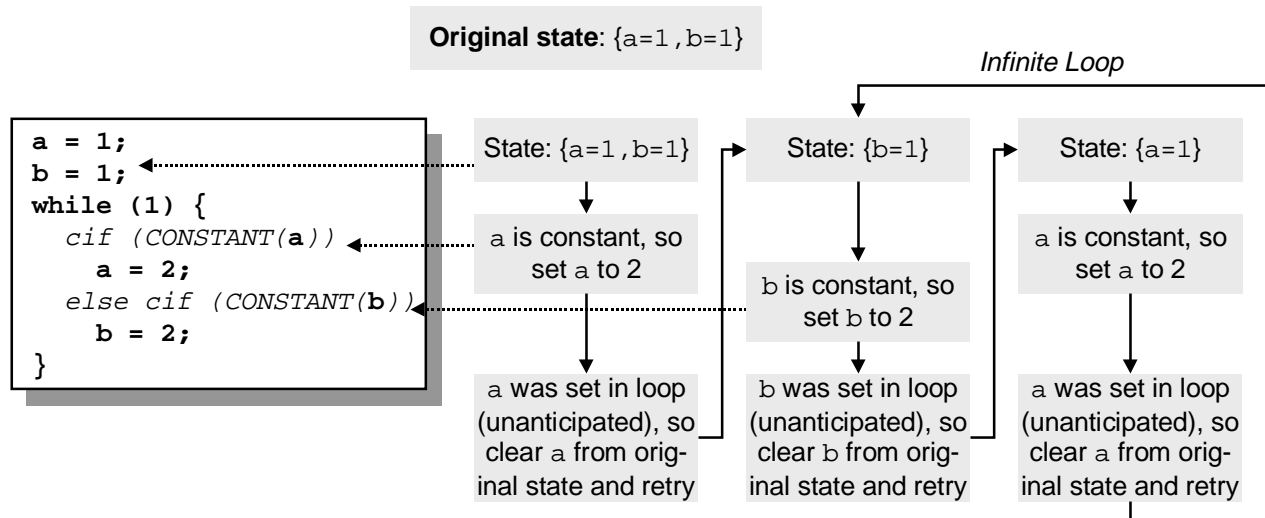 Original state: {a=1,b=1}
Infinite Loop
a = 1;
b = 1;
while (1) {
cif (CONSTANT(a))
a = 2;
else cif (CONSTANT(b))
b = 2;
}
State: {a=1,b=1}
a is constant, so
set a to 2
a was set in loop
(unanticipated), so
clear a from orig-
inal state and retry
State: {b=1}
b is constant, so
set b to 2
b was set in loop
(unanticipated), so
clear b from orig-
inal state and retry
State: {a=1}
a is constant, so
set a to 2
a was set in loop
(unanticipated), so
clear a from orig-
inal state and retry